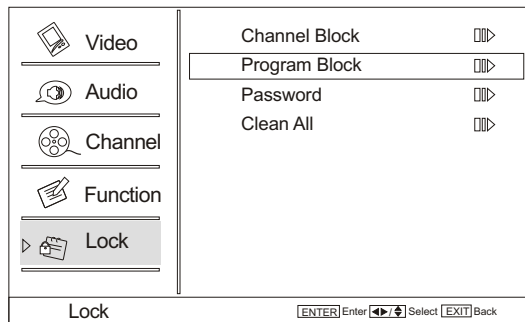 Video
Audio
Channel
Function
Lock
Channel Block
Program Block
Password
Clean All
Lock
ENTER Enter ◀▶/▲▼ Select EXIT Back